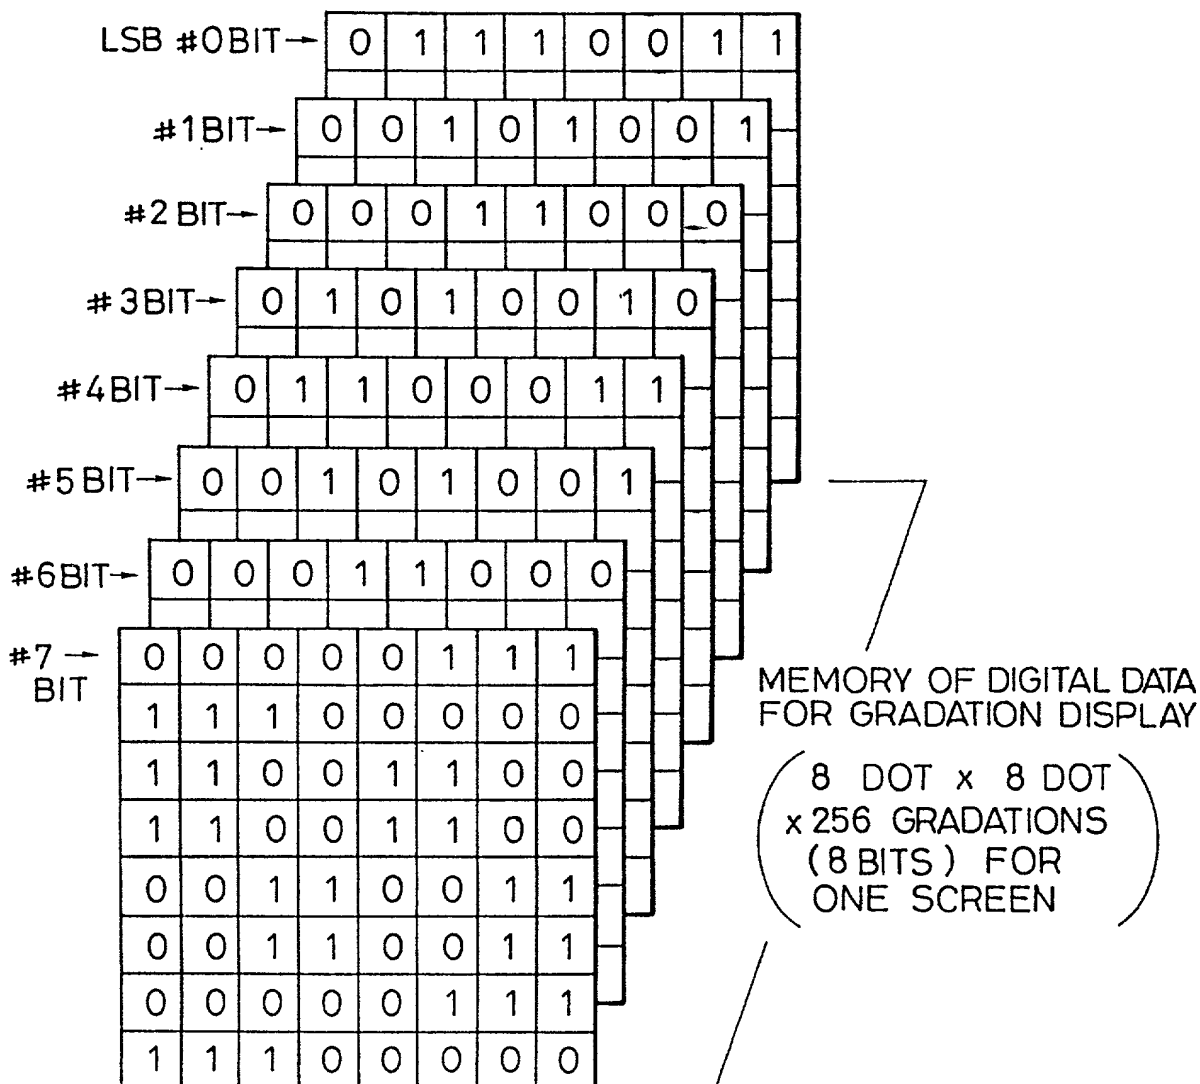 LSB #0BIT→ 0 1 1 1 0 0 1 1
#1BIT→ 0 0 1 0 1 0 0 1
#2BIT→ 0 0 0 1 1 0 0 0
#3BIT→ 0 1 0 1 0 0 1 0
#4BIT→ 0 1 1 0 0 0 1 1
#5BIT→ 0 0 1 0 1 0 0 1
#6BIT→ 0 0 0 1 1 0 0 0
#7→ 0 0 0 0 0 1 1 1
BIT
1 1 1 0 0 0 0 0
1 1 0 0 1 1 0 0
1 1 0 0 1 1 0 0
0 0 1 1 0 0 1 1
0 0 1 1 0 0 1 1
0 0 0 0 0 1 1 1
1 1 1 0 0 0 0 0
MEMORY OF DIGITAL DATA
FOR GRADATION DISPLAY
(8 DOT x 8 DOT
x 256 GRADATIONS
(8BITS) FOR
ONE SCREEN)